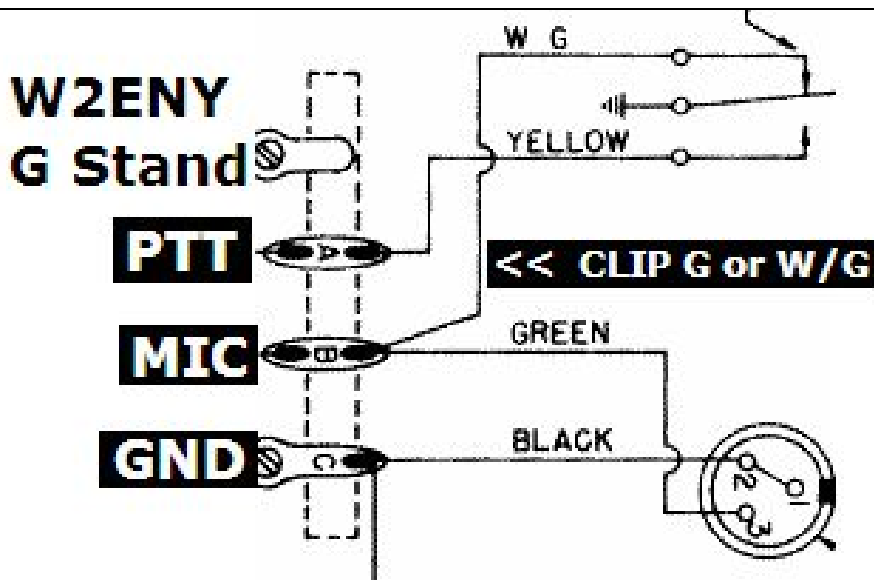 W G
W2ENY
G Stand
YELLOW
PTT
A
<< CLIP G or W/G
GREEN
MIC
B
BLACK
GND
C
2
1
3